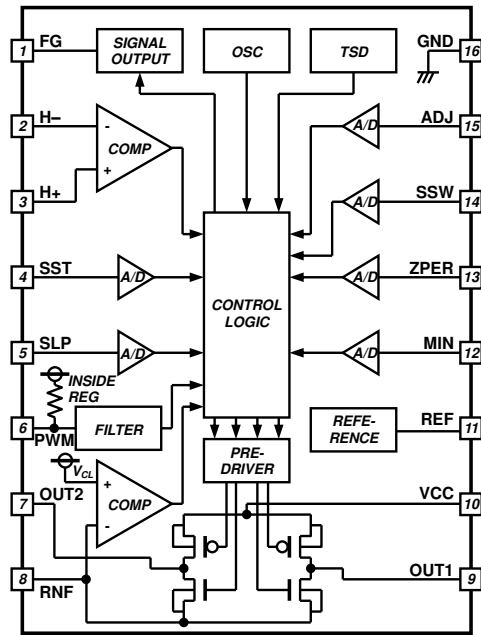 FG
SIGNAL
OUTPUT
OSC
TSD
GND
1
16
H–
-
COMP
+
H+
2
3
A/D
ADJ
15
A/D
SSW
14
SST
4
A/D
CONTROL
LOGIC
A/D
ZPER
13
SLP
5
A/D
A/D
MIN
12
INSIDE
REG
6
PWM
FILTER
REFE-
RENCE
REF
11
VCL
+
COMP
-
PRE-
DRIVER
OUT2
7
VCC
10
8
RNF
OUT1
9